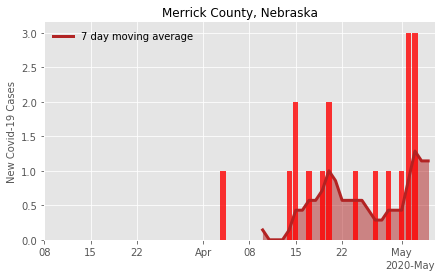 Merrick County, Nebraska
7 day moving average
New Covid-19 Cases
3.0
2.5
2.0
1.5
1.0
0.5
0.0
08 15 22 Apr 08 15 22 May
2020-May